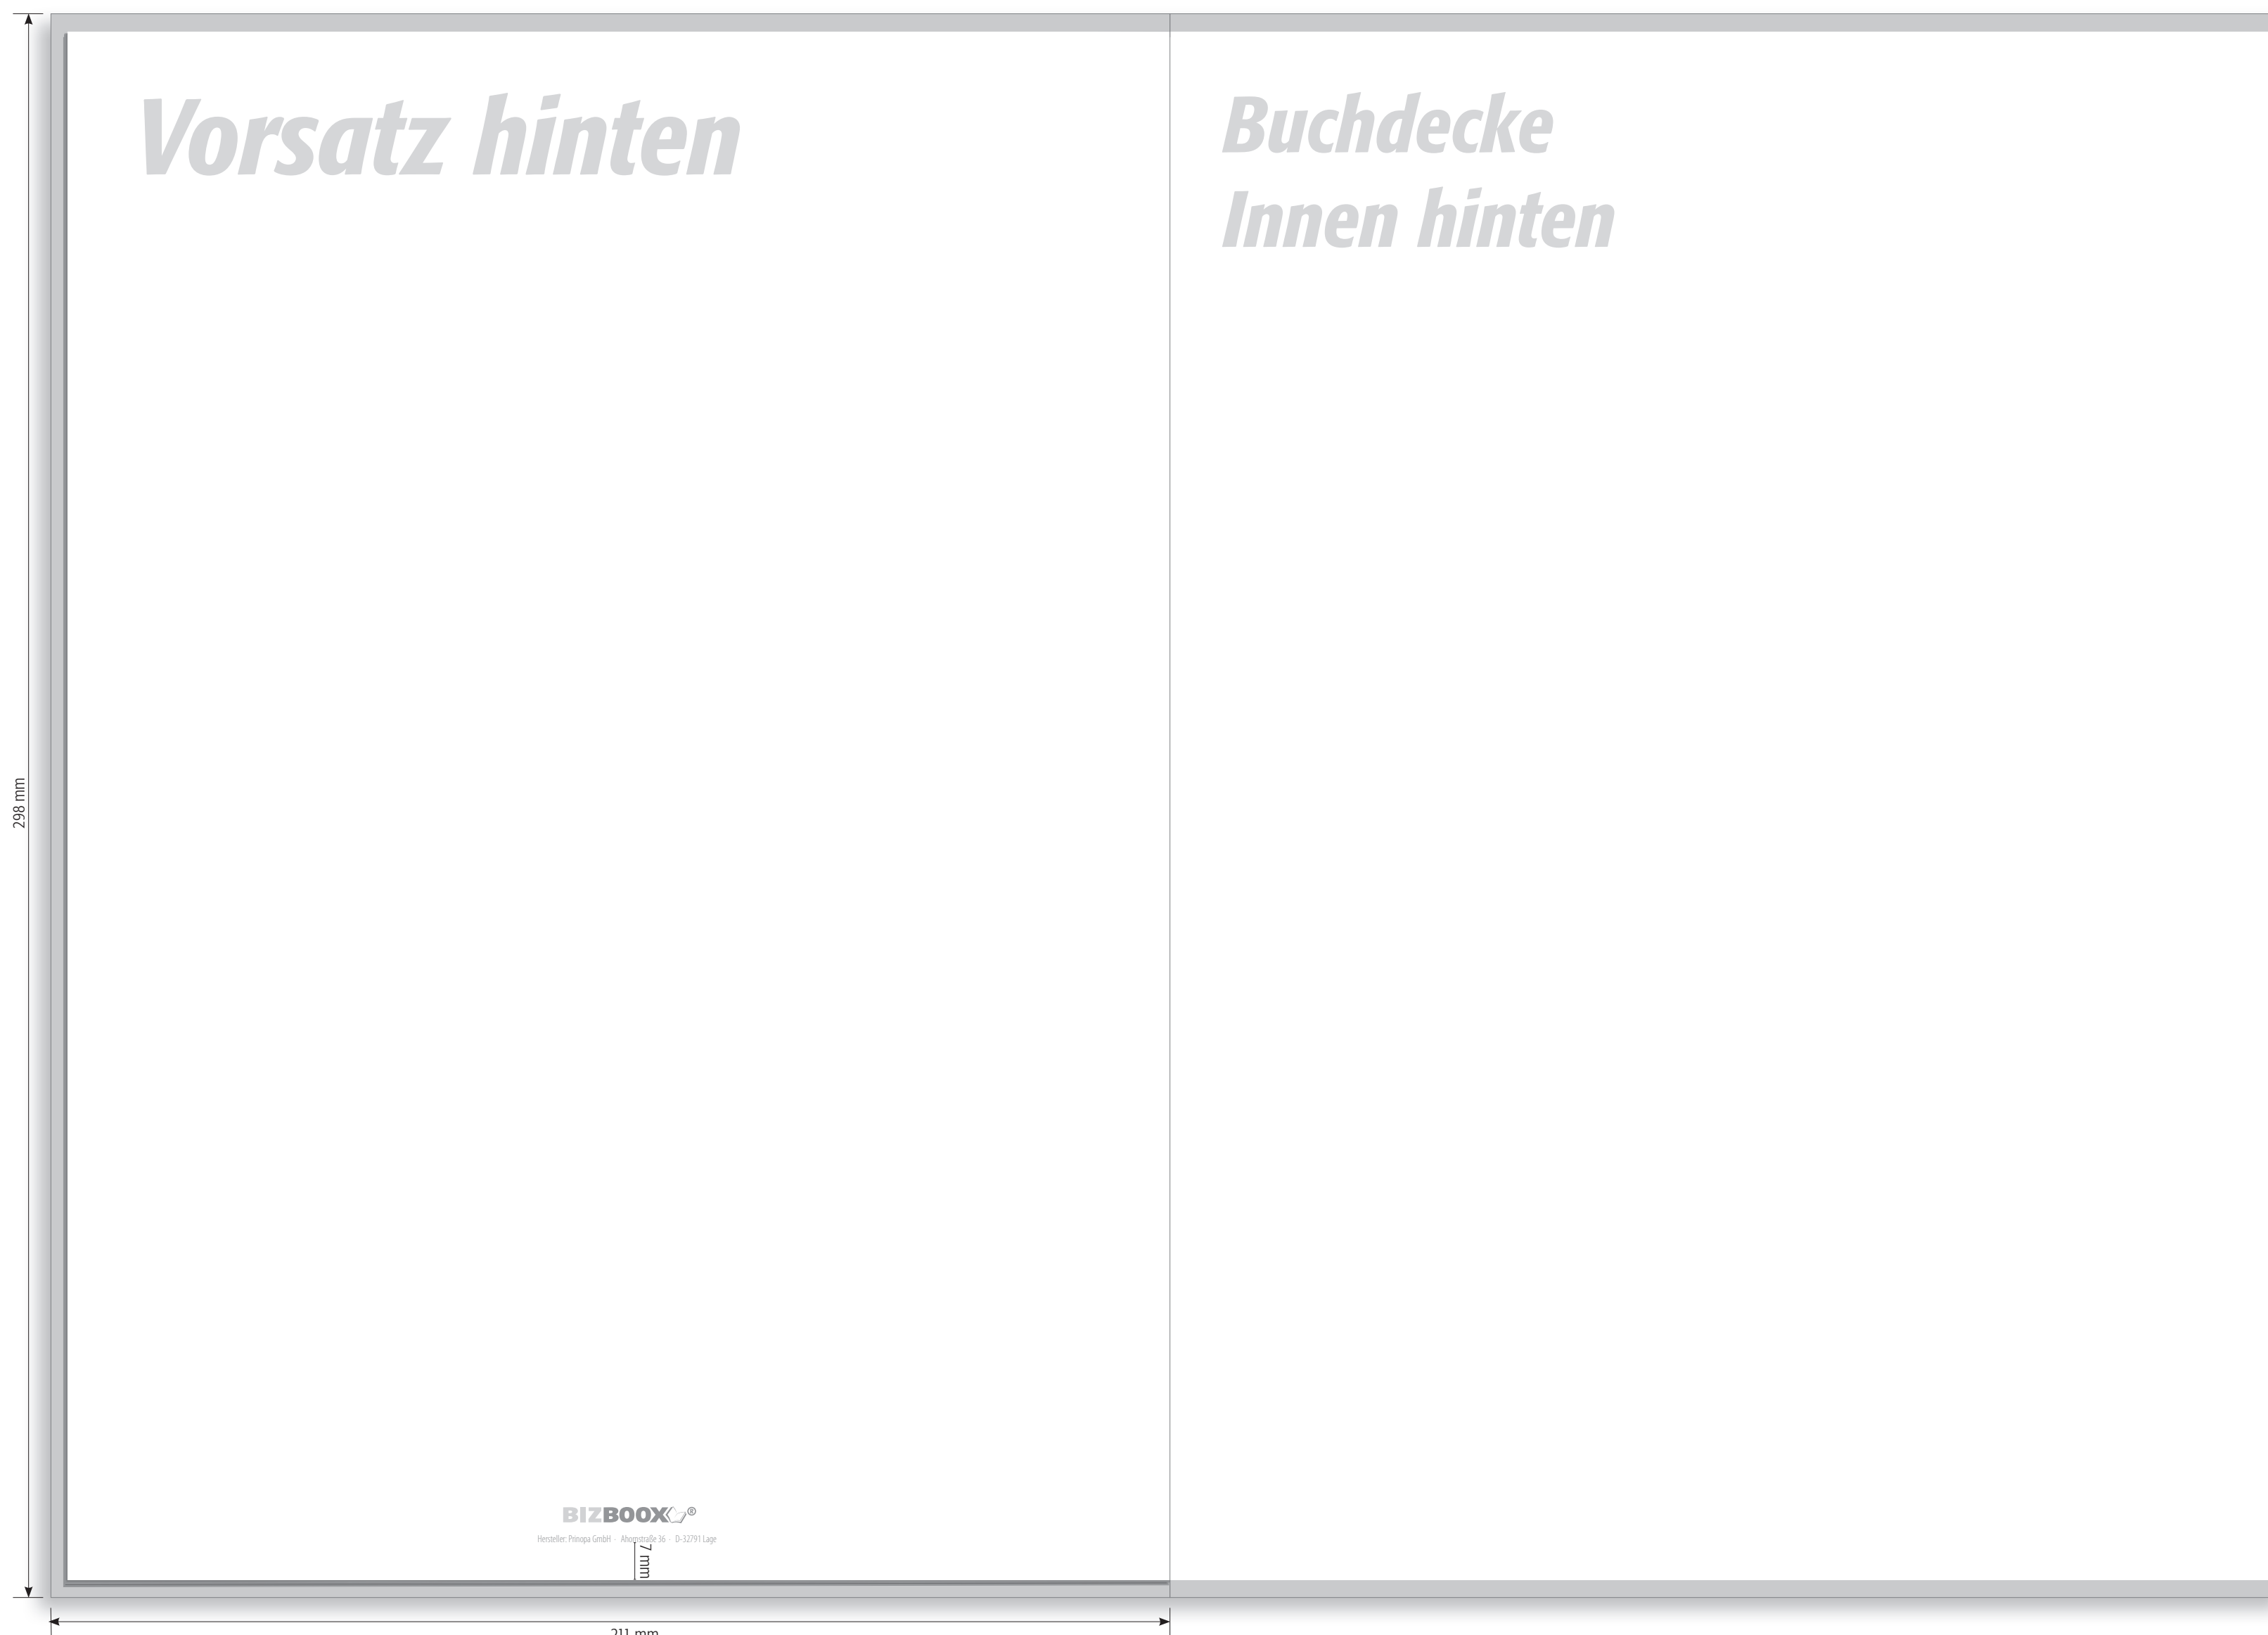 Vorsatz hinten
Buchdecke
Innen hinten
298 mm
BIZBOOX®
Hersteller: Prinopa GmbH · Ahornstraße 36 · D-32791 Lage
7 mm
211 mm